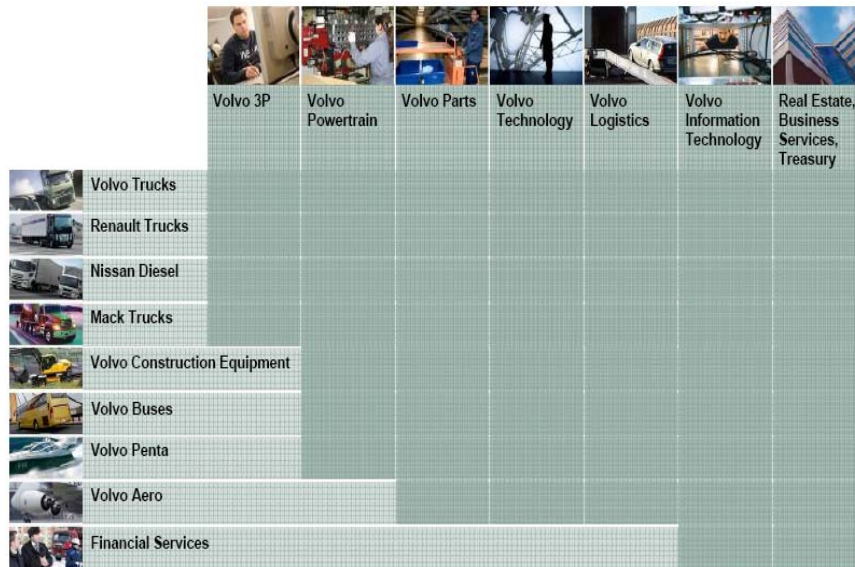 Volvo 3P
Volvo
Powertrain
Volvo Parts
Volvo
Technology
Volvo
Logistics
Volvo
Information
Technology
Real Estate,
Business
Services,
Treasury
Volvo Trucks
Renault Trucks
Nissan Diesel
Mack Trucks
Volvo Construction Equipment
Volvo Buses
Volvo Penta
Volvo Aero
Financial Services